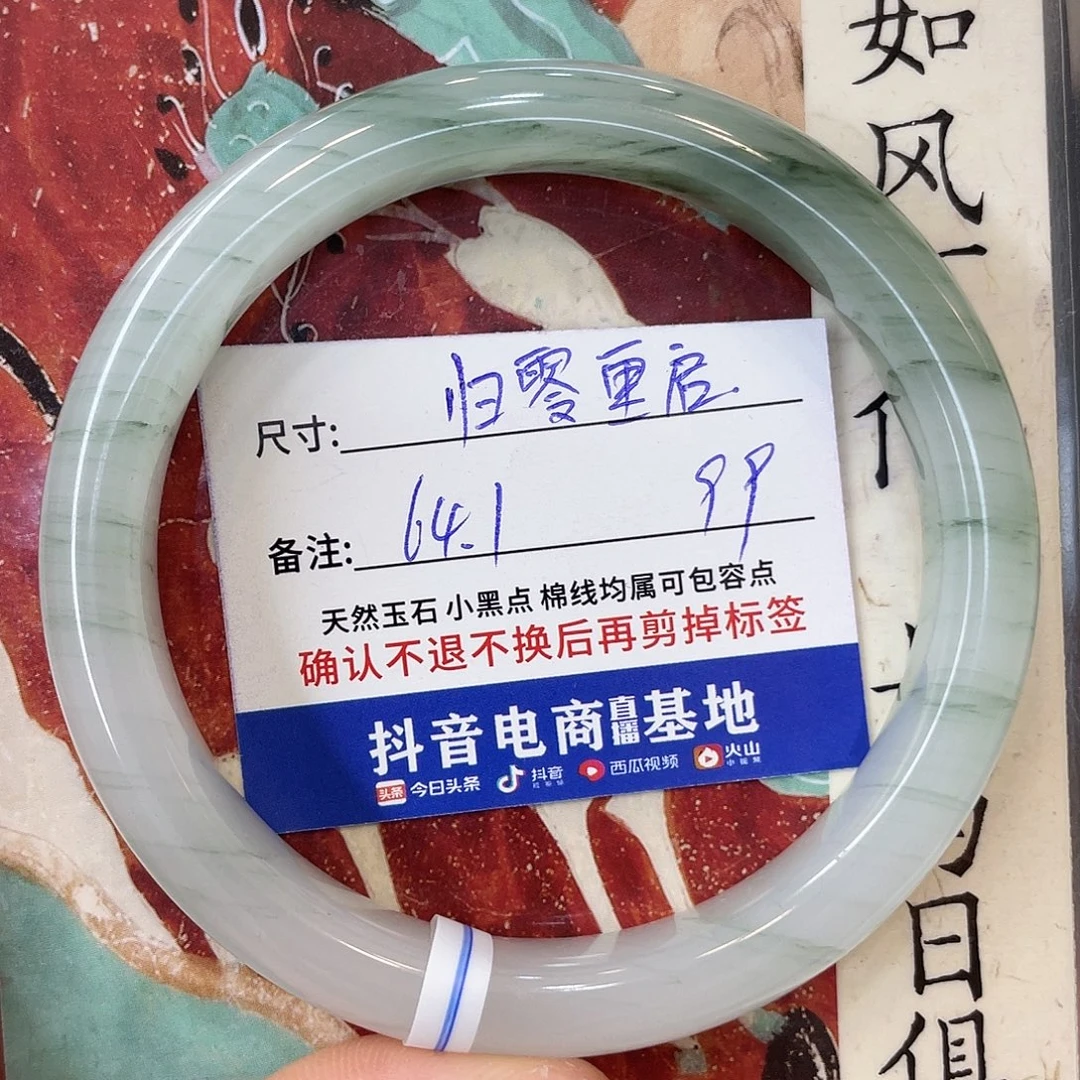 如
风
尺寸: 归零重启.
备注: 64.1 99
天然玉石 小黑点 棉线均属可包容点
确认不退不换后再剪掉标签
抖音电商直播基地
头条 今日头条 抖音 西瓜视频 火山
日
俱